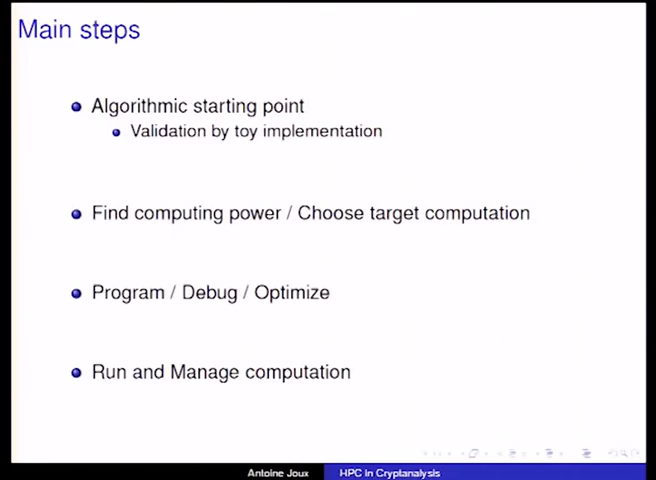 Main steps
Algorithmic starting point
Validation by toy implementation
Find computing power / Choose target computation
Program / Debug / Optimize
Run and Manage computation
Antoine Joux HPC in Cryptanalysis